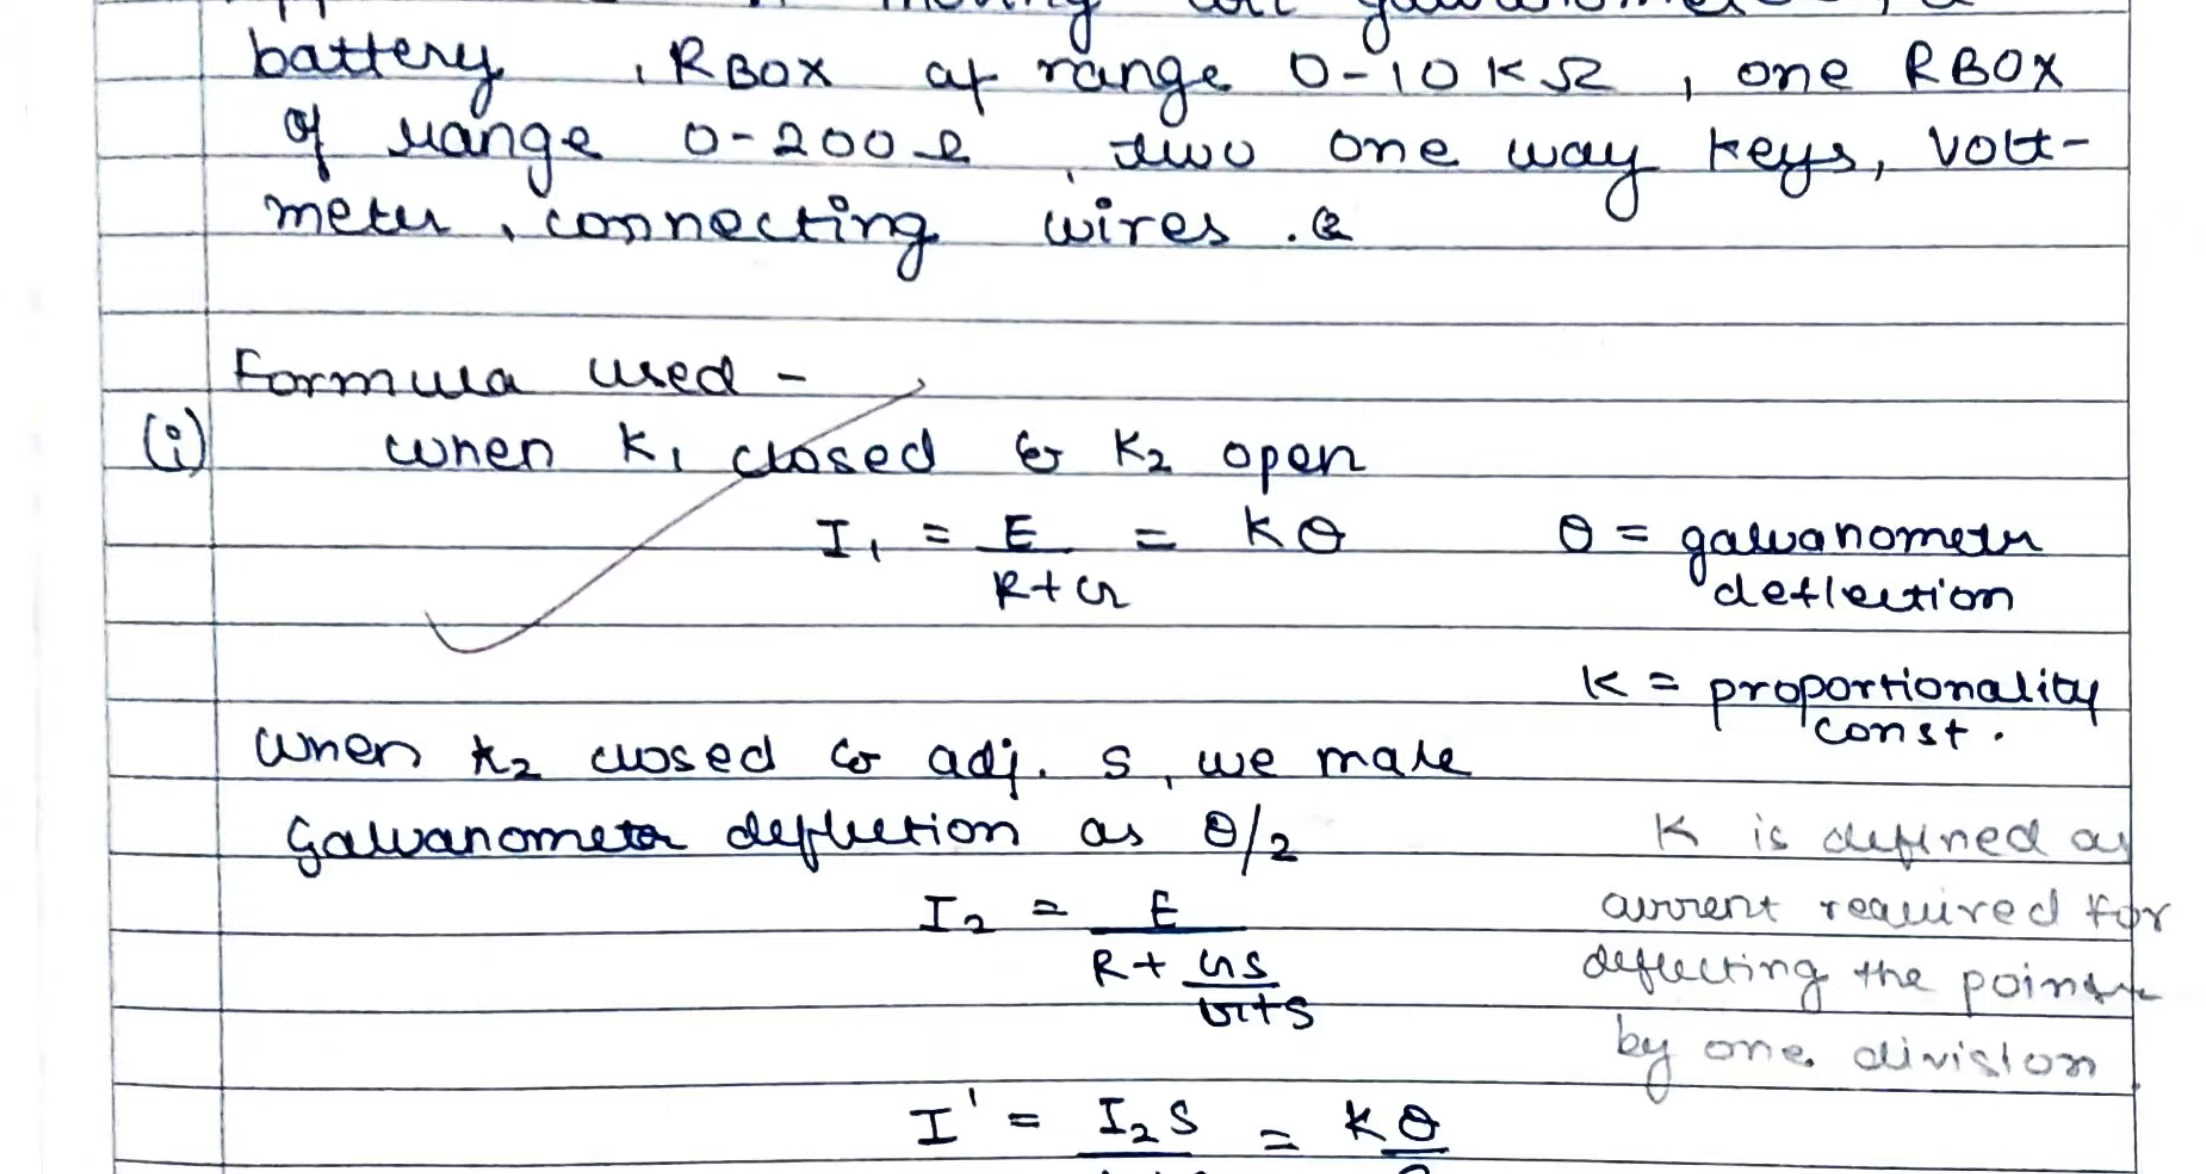 battery , R BOX of range 0-10 KΩ , one R BOX
of range 0-200 Ω , two one way keys, volt-
meter , connecting wires .
Formula used -
(i) when K₁ closed & K₂ open
I₁ = E / R+G = Kθ θ = galvanometer
deflection
K = proportionality
const.
When K₂ closed & adj. S, we make
Galvanometer deflection as θ/2
K is defined as
I₂ = E / R + GS / G+S
current required for
deflecting the pointer
by one division
I' = I₂S = Kθ